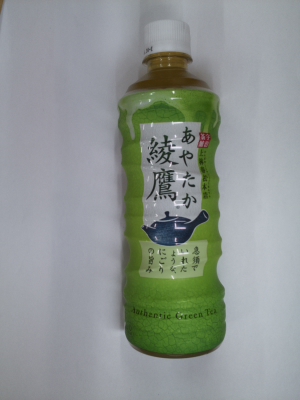 あやたか
綾鷹
急須で
いれた
ような、
にごり
の旨み
Authentic Green Tea